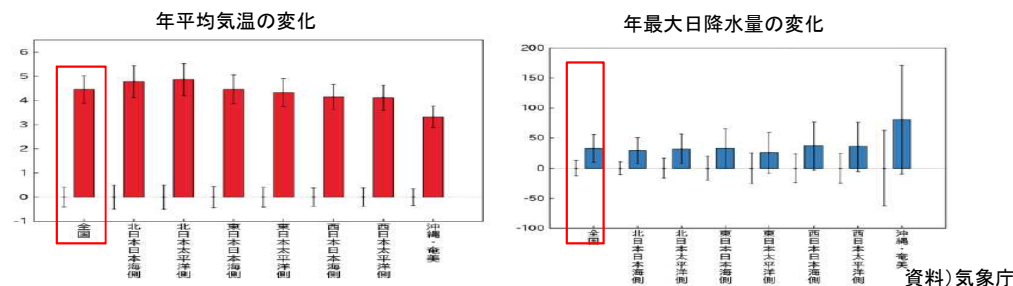 年平均気温の変化
6
5
4
3
2
1
0
-1
全国
北日本日本海側
北日本太平洋側
東日本日本海側
東日本太平洋側
西日本日本海側
西日本太平洋側
沖縄・奄美
年最大日降水量の変化
200
150
100
50
0
-50
-100
全国
北日本日本海側
北日本太平洋側
東日本日本海側
東日本太平洋側
西日本日本海側
西日本太平洋側
沖縄・奄美
資料)気象庁